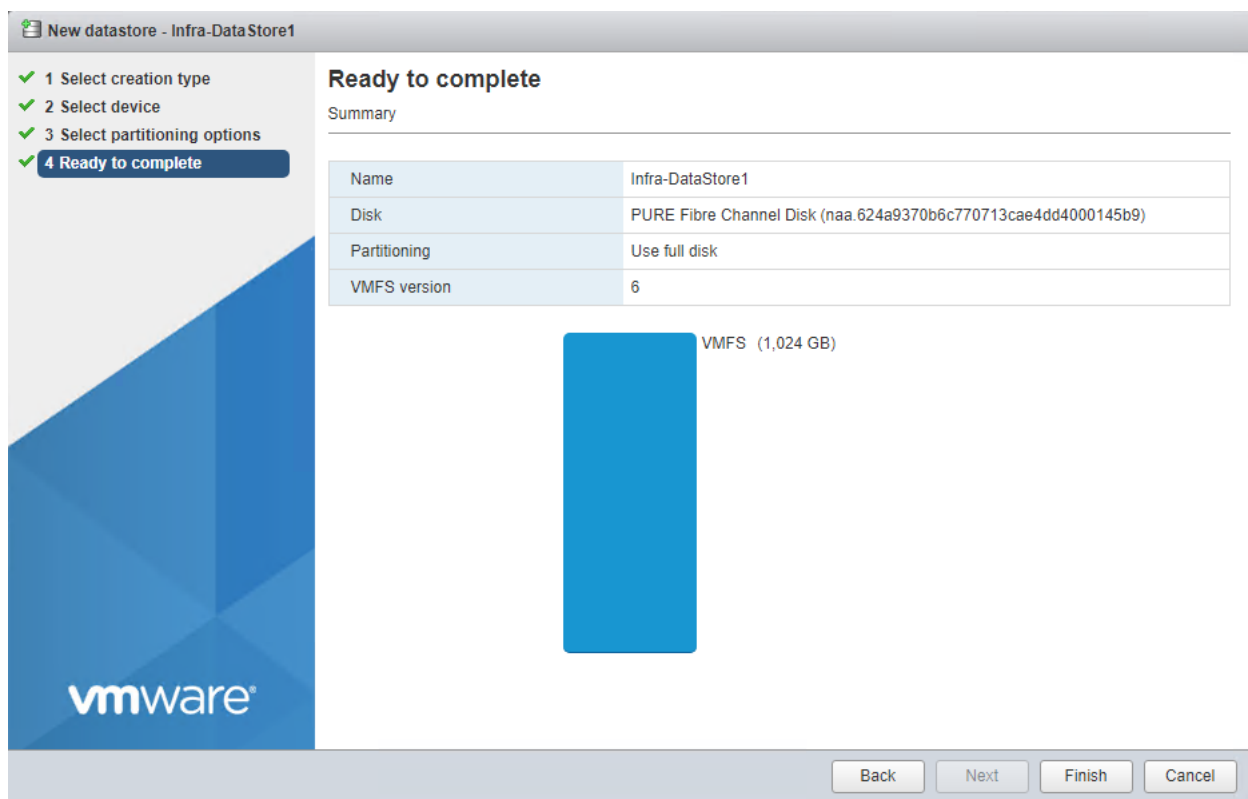 New datastore - Infra-DataStore1
1 Select creation type
2 Select device
3 Select partitioning options
4 Ready to complete
Ready to complete
Summary
Name Infra-DataStore1
Disk PURE Fibre Channel Disk (naa.624a9370b6c770713cae4dd4000145b9)
Partitioning Use full disk
VMFS version 6
VMFS (1,024 GB)
vmware®
Back Next Finish Cancel